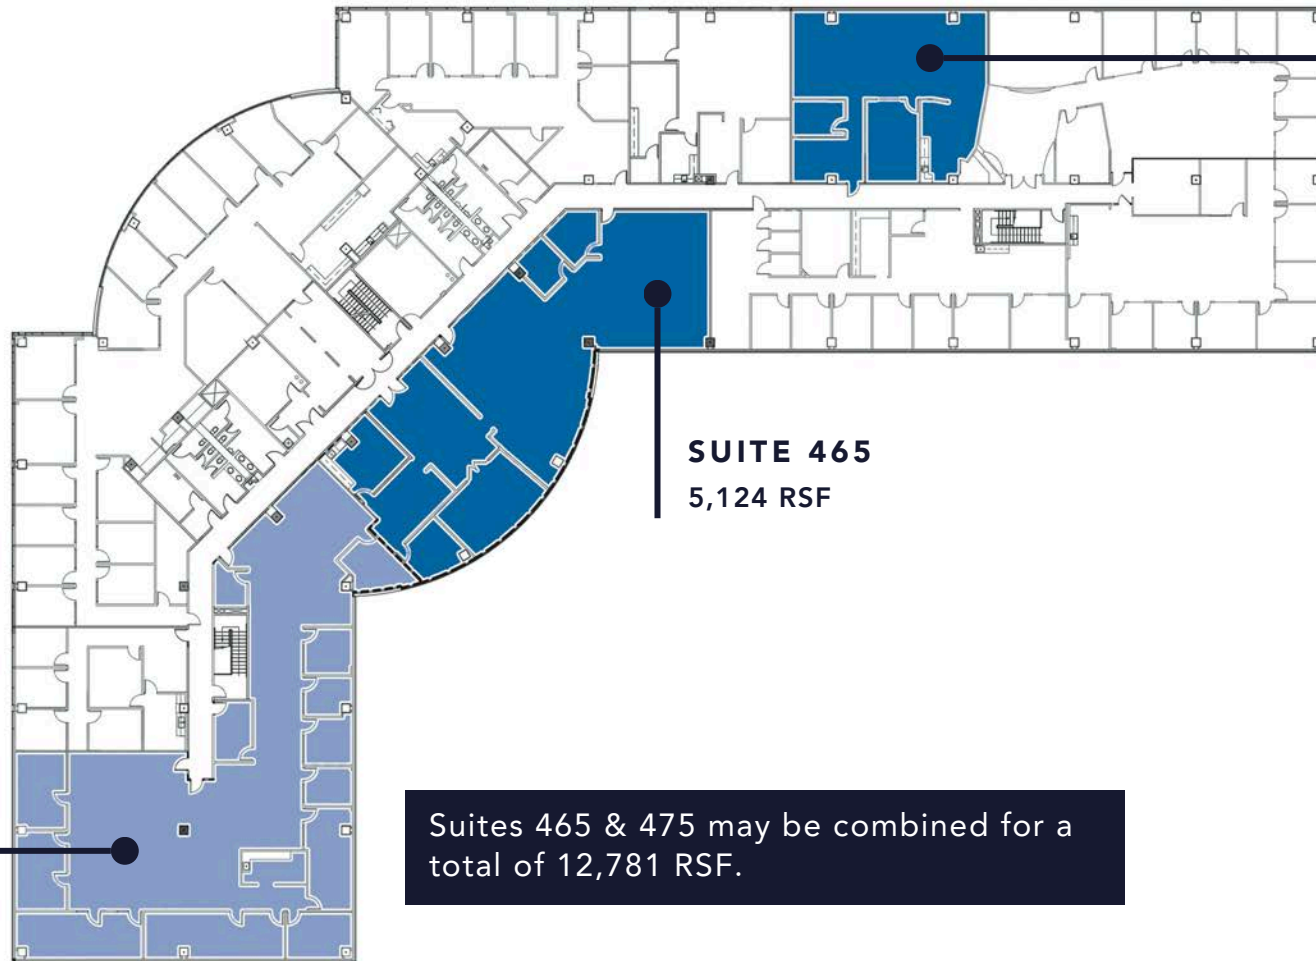 SUITE 465
5,124 RSF
Suites 465 & 475 may be combined for a
total of 12,781 RSF.